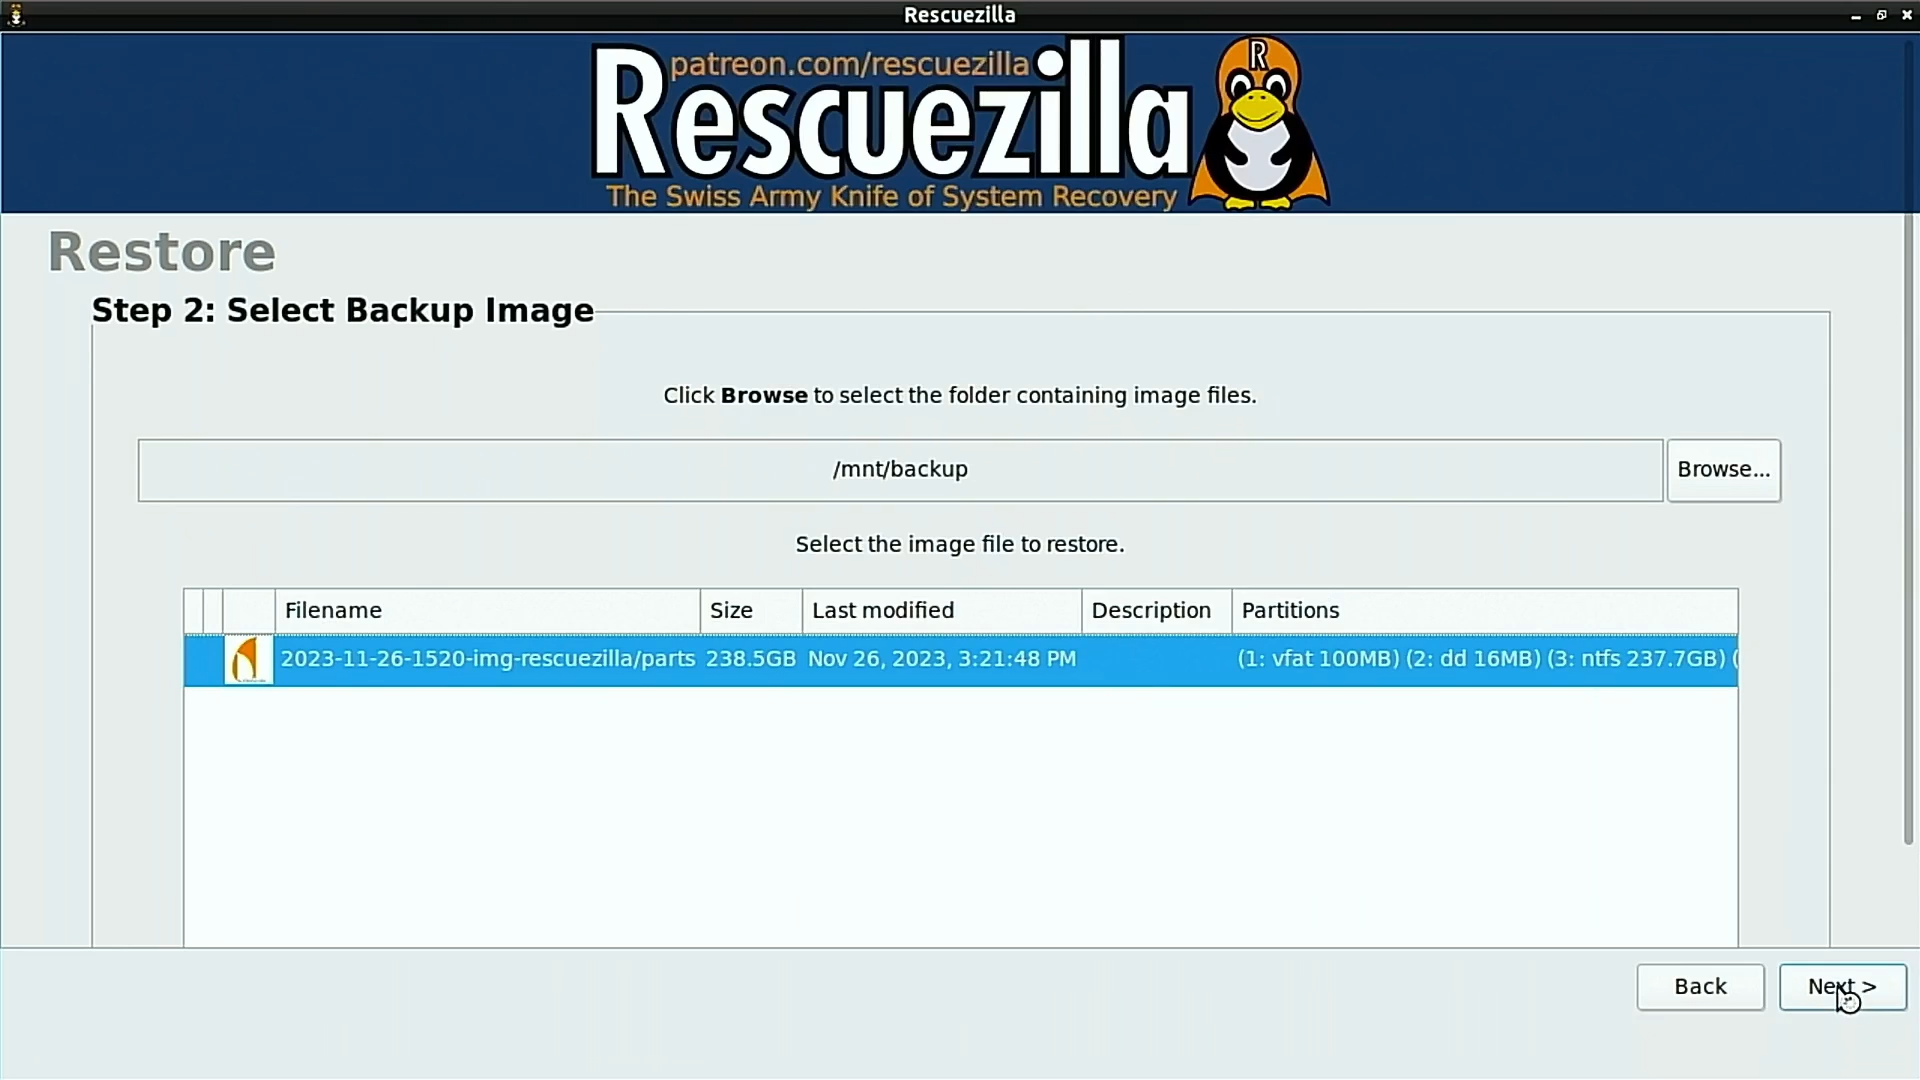 Rescuezilla
patreon.com/rescuezilla
Rescuezilla
R
The Swiss Army Knife of System Recovery
Restore
Step 2: Select Backup Image
Click Browse to select the folder containing image files.
/mnt/backup Browse...
Select the image file to restore.
Filename Size Last modified Description Partitions
2023-11-26-1520-img-rescuezilla/parts 238.5GB Nov 26, 2023, 3:21:48 PM (1: vfat 100MB) (2: dd 16MB) (3: ntfs 237.7GB) (
Back Next >